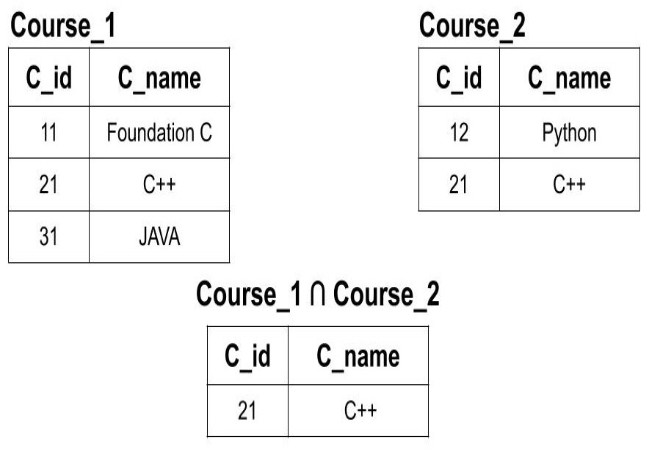 Course_1
C_id C_name
11 Foundation C
21 C++
31 JAVA
Course_2
C_id C_name
12 Python
21 C++
Course_1 ∩ Course_2
C_id C_name
21 C++